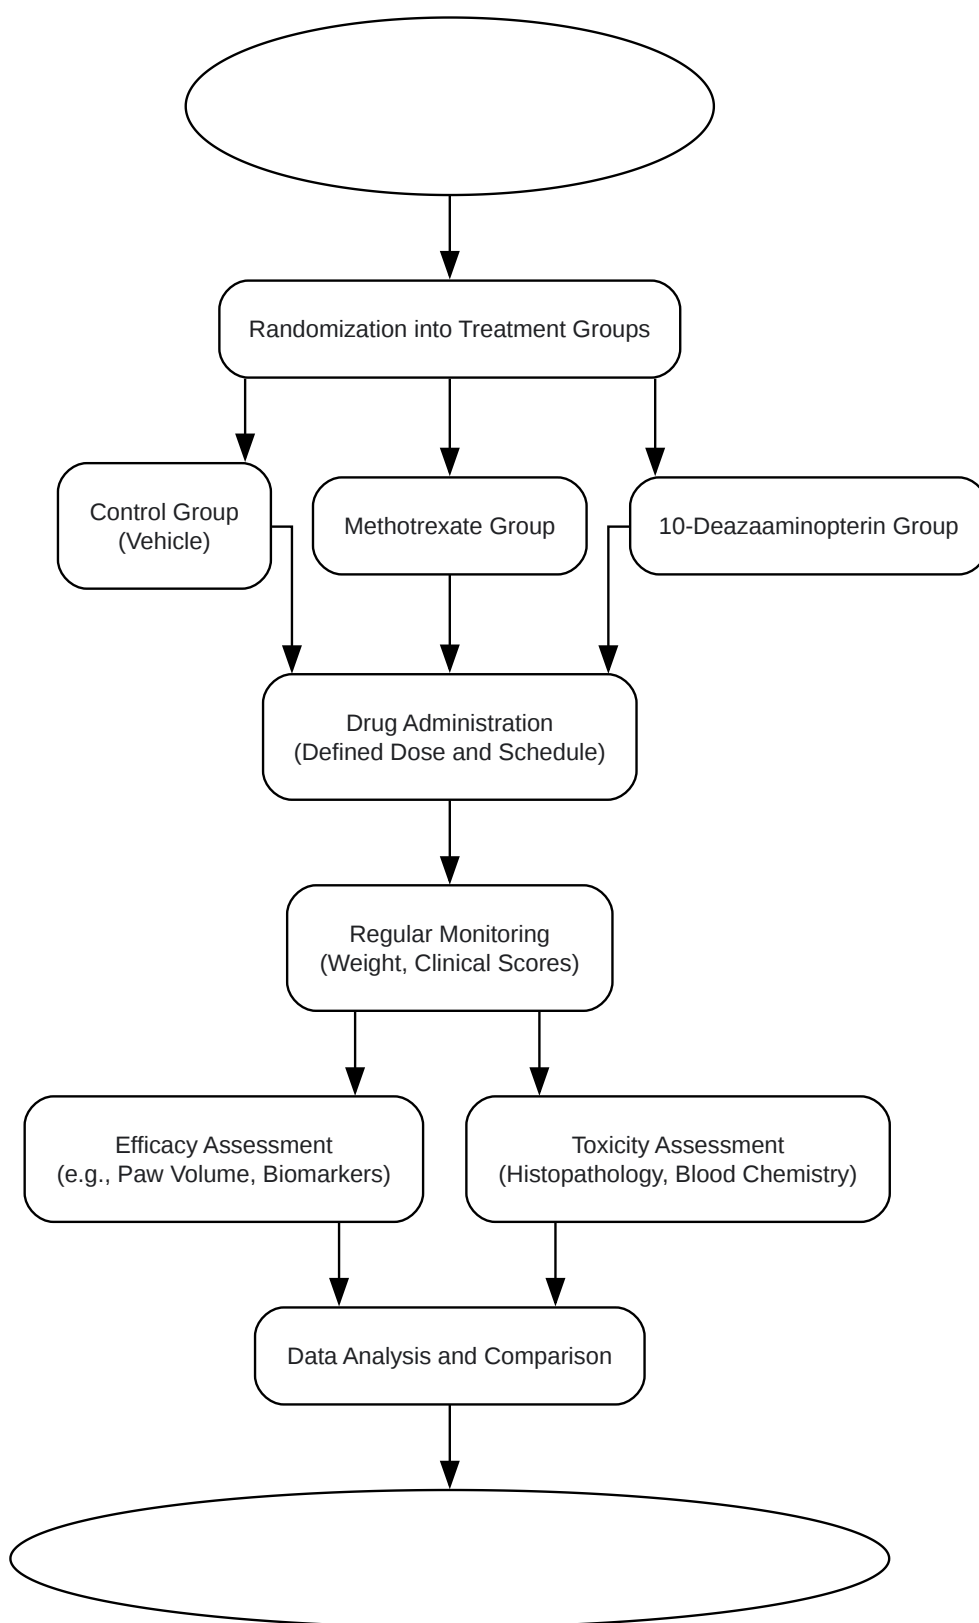 Randomization into Treatment Groups
Control Group
(Vehicle)
Methotrexate Group
10-Deazaaminopterin Group
Drug Administration
(Defined Dose and Schedule)
Regular Monitoring
(Weight, Clinical Scores)
Efficacy Assessment
(e.g., Paw Volume, Biomarkers)
Toxicity Assessment
(Histopathology, Blood Chemistry)
Data Analysis and Comparison